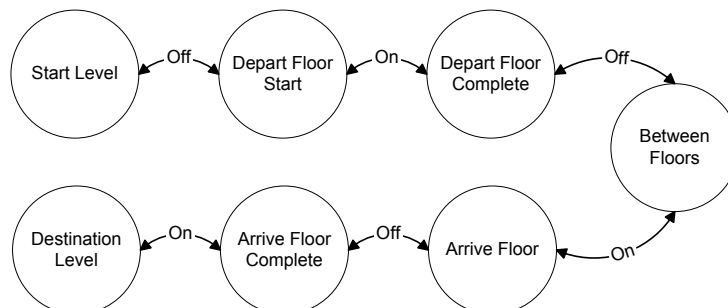 Start Level
Off
Depart Floor
Start
On
Depart Floor
Complete
Off
Between
Floors
On
Arrive Floor
Off
Arrive Floor
Complete
On
Destination
Level